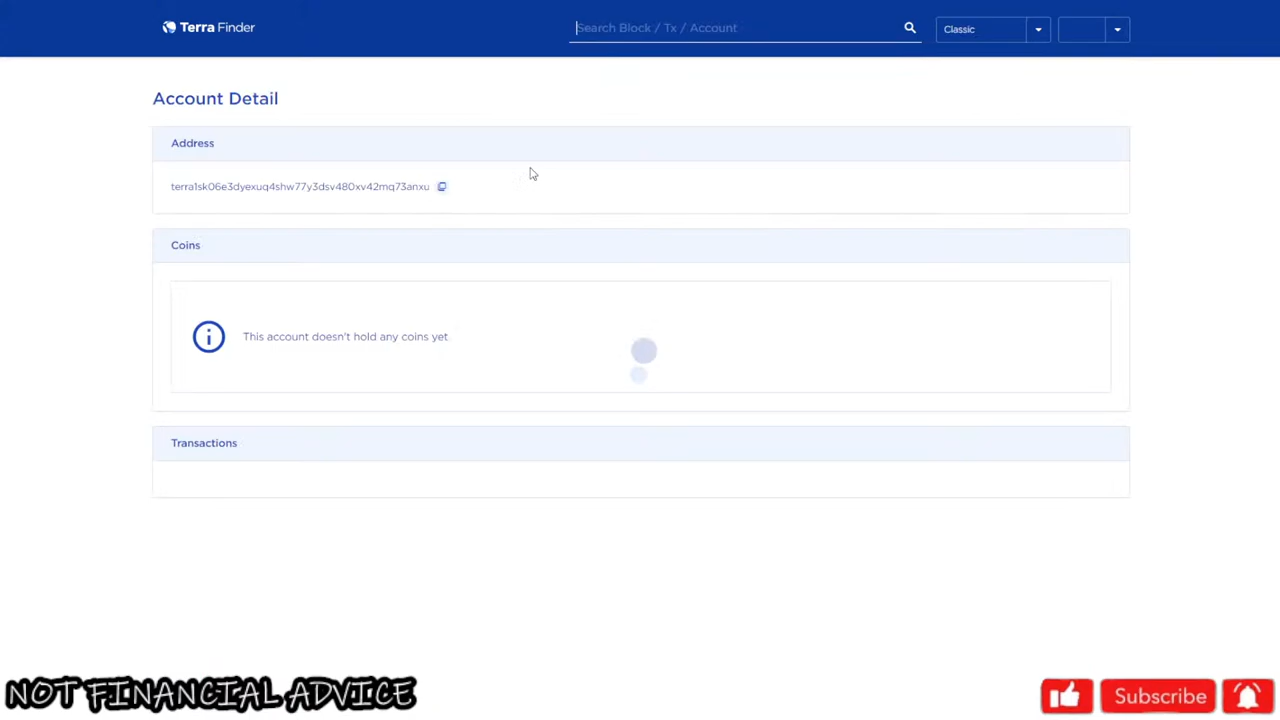 Terra Finder
Search Block / Tx / Account
Classic
Account Detail
Address
terra1sk06e3dyexuq4shw77y3dsv480xv42mq73anxu
Coins
This account doesn't hold any coins yet
Transactions
NOT FINANCIAL ADVICE
Subscribe